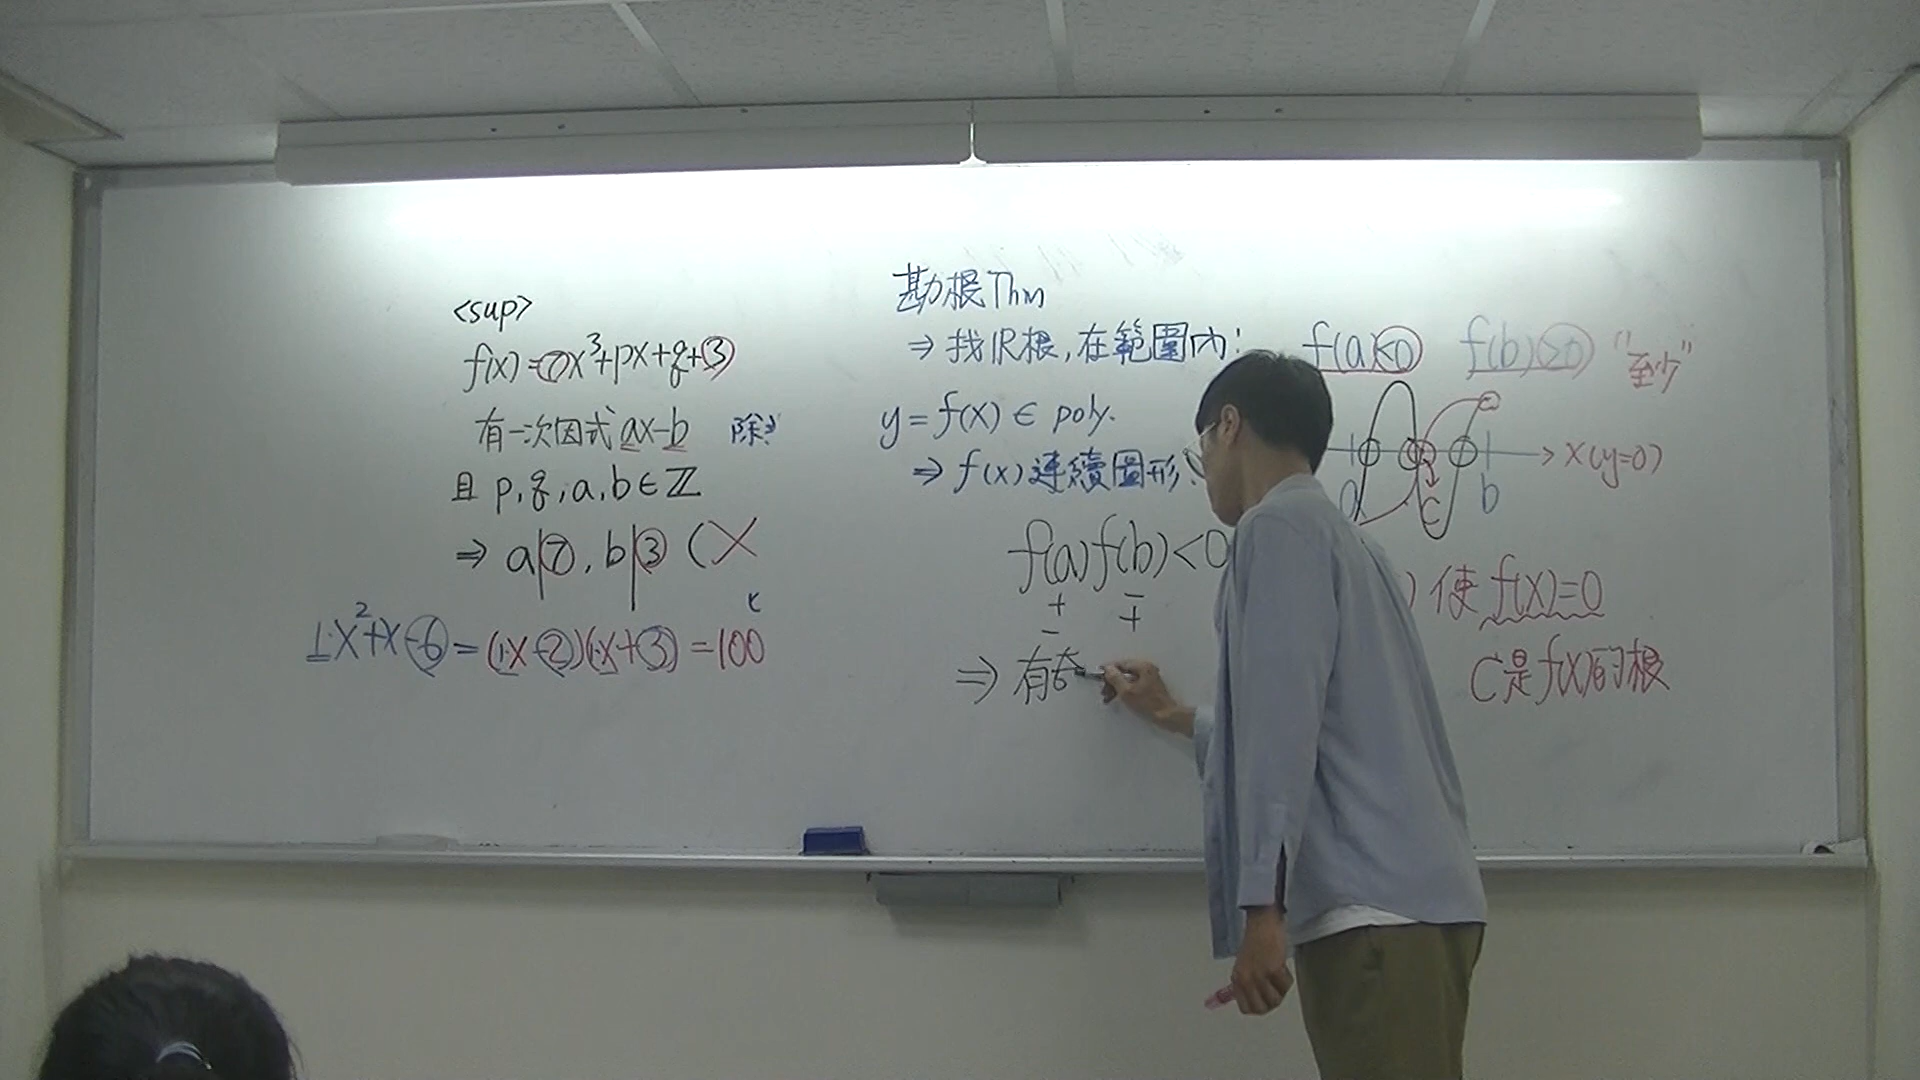 <sup>
f(x)=7x³+px+q+3
有一次因式 ax-b 除
且 p,q,a,b∈ℤ
⇒ a|7, b|3 (X
1·x²+x-6=(1·x-2)(1·x+3)=100
勘根Thm
⇒ 找IR根,在範圍內:
y=f(x)∈poly.
⇒ f(x)連續圖形
f(a)f(b)<0
+ -
- +
⇒ 有奇
f(a)<0 f(b)>0 "至少"
x(y=0)
a c b
) 使 f(x)=0
C是f(x)的根